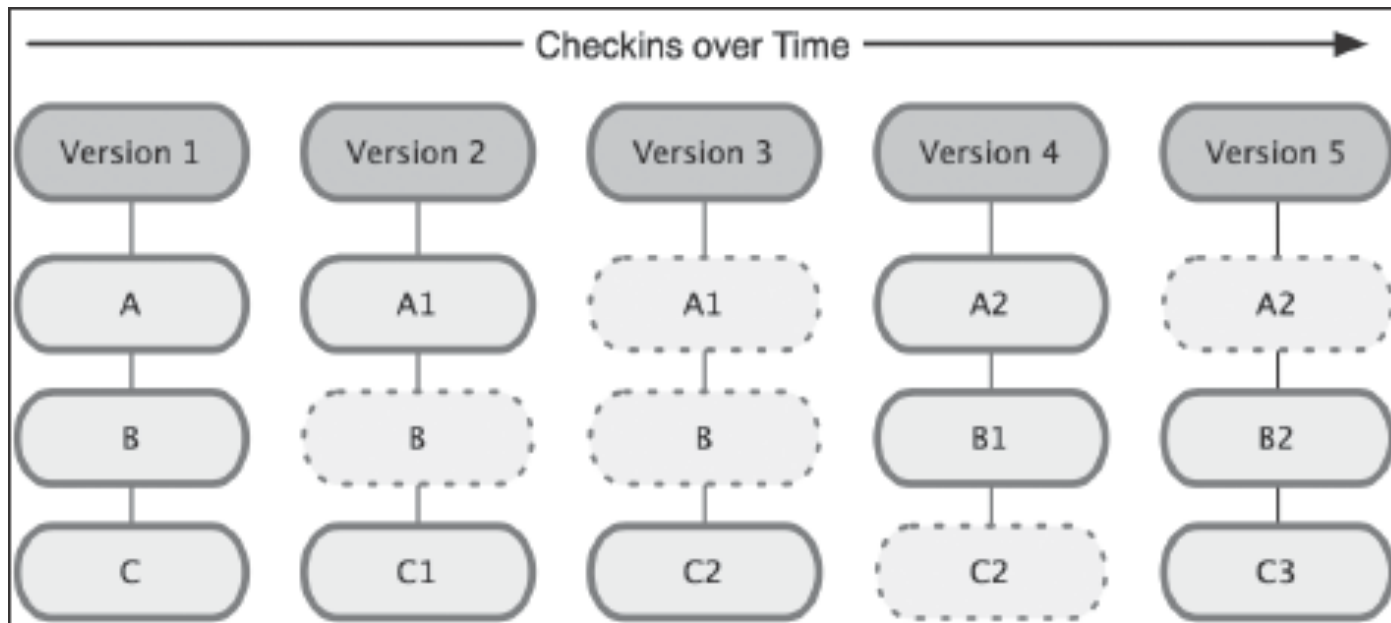 Checkins over Time
Version 1 Version 2 Version 3 Version 4 Version 5
A A1 A1 A2 A2
B B B B1 B2
C C1 C2 C2 C3